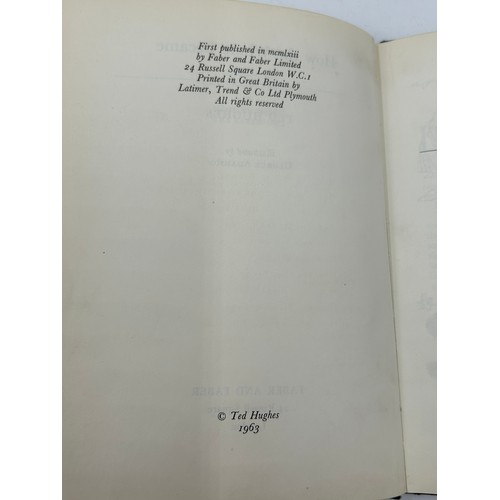 First published in mcmlxiii
by Faber and Faber Limited
24 Russell Square London W.C.1
Printed in Great Britain by
Latimer, Trend & Co Ltd Plymouth
All rights reserved
© Ted Hughes
1963